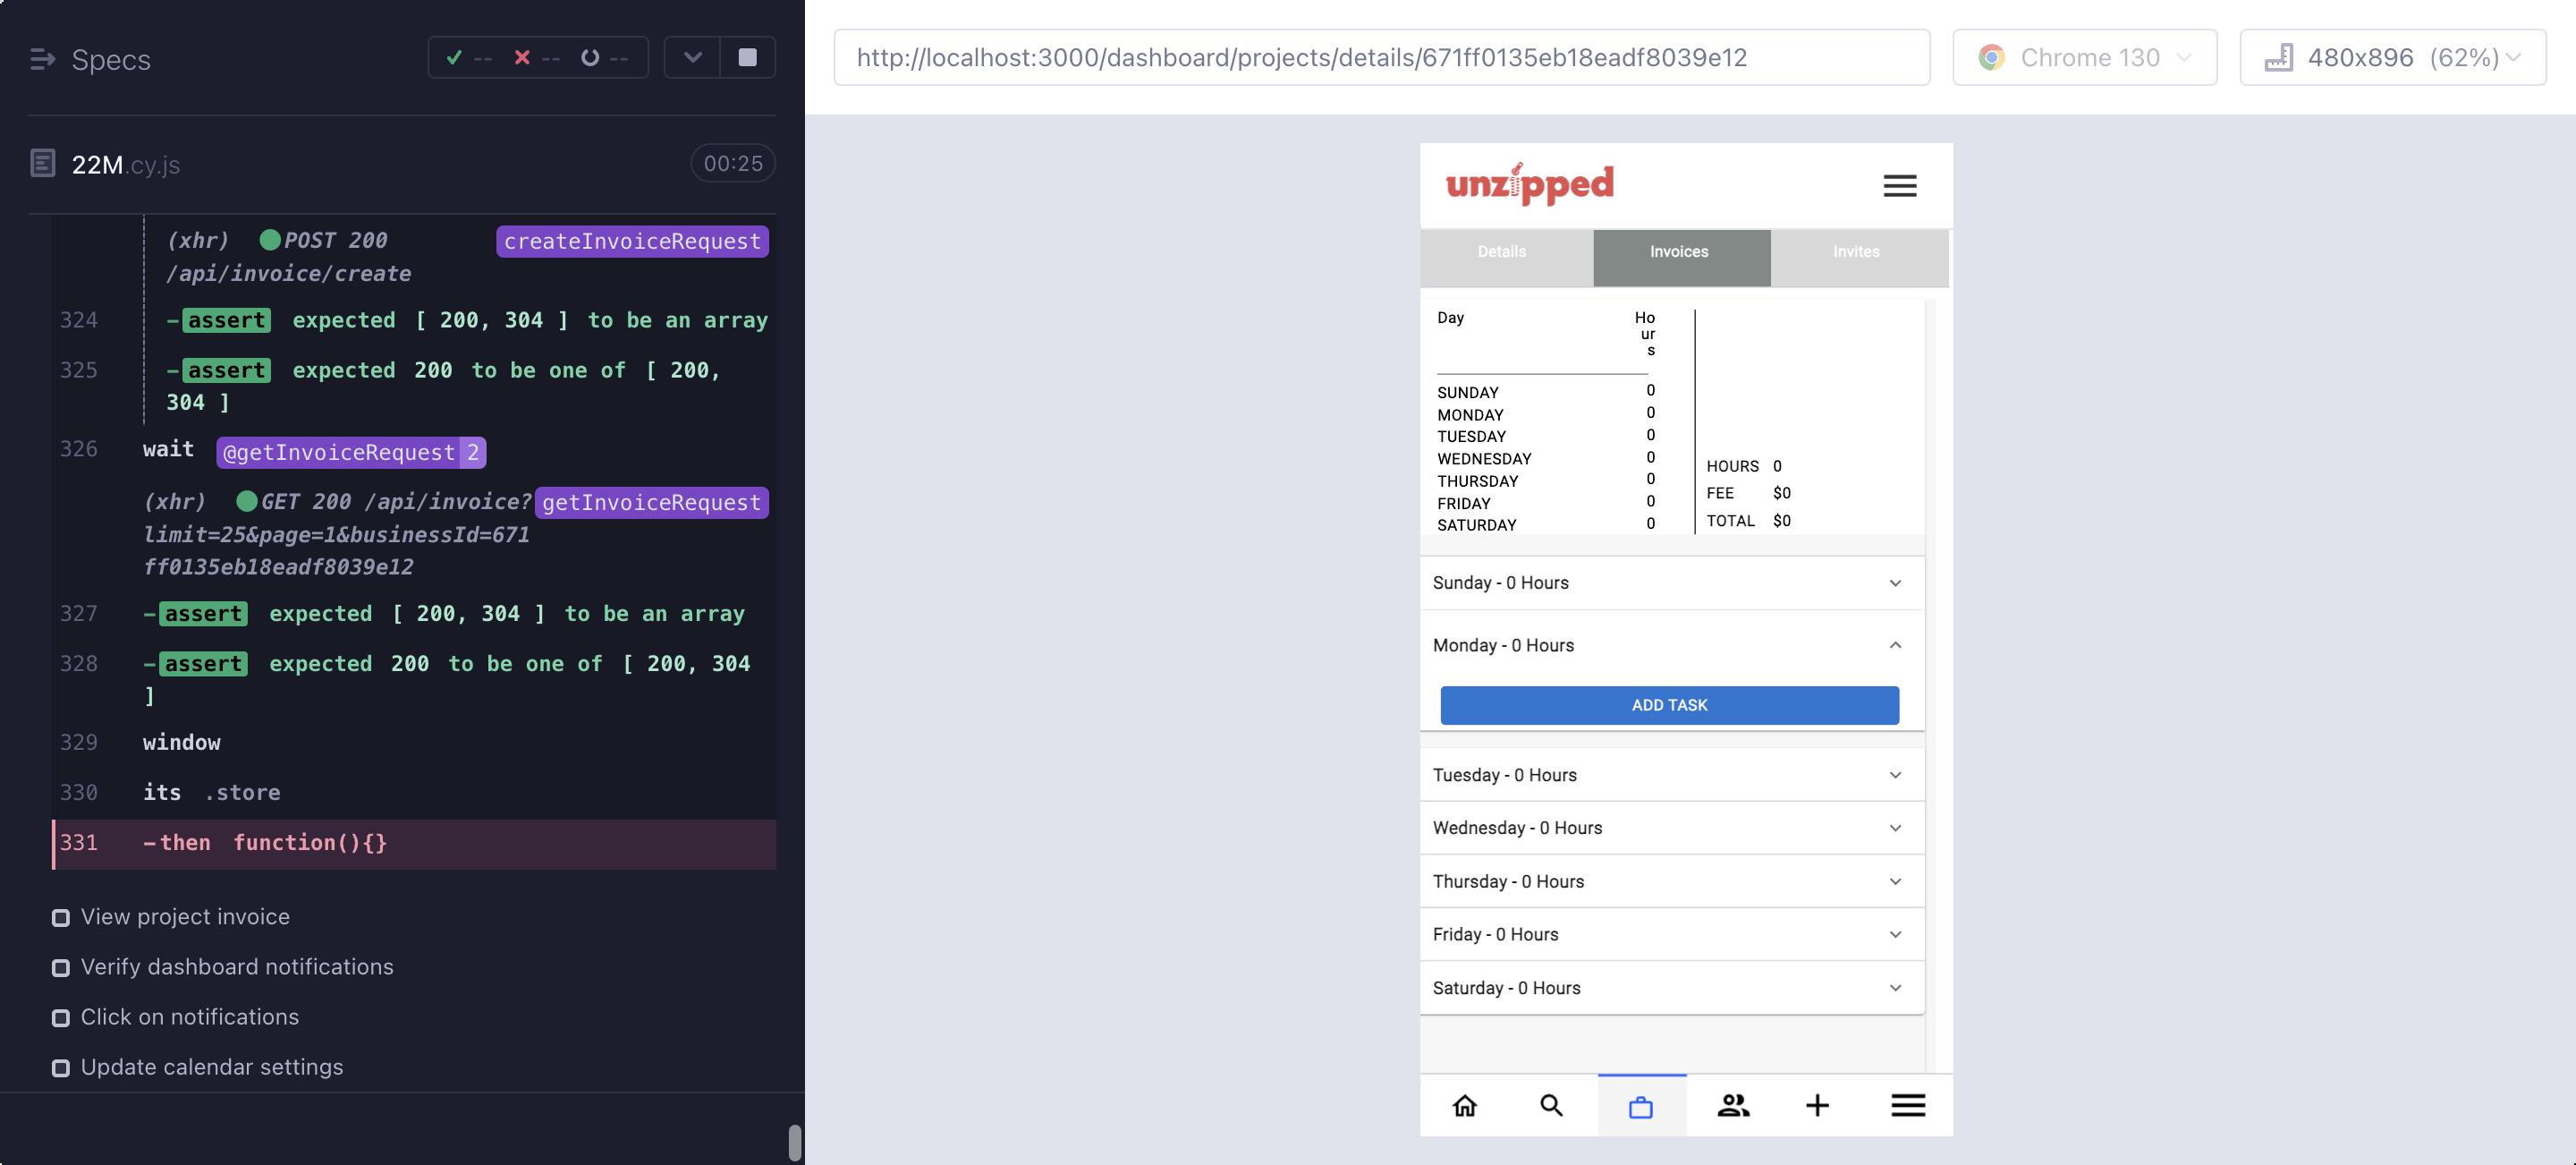 Specs
-- -- --
22M.cy.js
00:25
(xhr) POST 200 createInvoiceRequest
/api/invoice/create
324 -assert expected [ 200, 304 ] to be an array
325 -assert expected 200 to be one of [ 200,
304 ]
326 wait @getInvoiceRequest 2
(xhr) GET 200 /api/invoice? getInvoiceRequest
limit=25&page=1&businessId=671
ff0135eb18eadf8039e12
327 -assert expected [ 200, 304 ] to be an array
328 -assert expected 200 to be one of [ 200, 304
]
329 window
330 its .store
331 -then function(){}
View project invoice
Verify dashboard notifications
Click on notifications
Update calendar settings
http://localhost:3000/dashboard/projects/details/671ff0135eb18eadf8039e12
Chrome 130
480x896 (62%)
unzipped
Details Invoices Invites
Day Ho
ur
s
SUNDAY 0
MONDAY 0
TUESDAY 0
WEDNESDAY 0
THURSDAY 0
FRIDAY 0
SATURDAY 0
HOURS 0
FEE $0
TOTAL $0
Sunday - 0 Hours
Monday - 0 Hours
ADD TASK
Tuesday - 0 Hours
Wednesday - 0 Hours
Thursday - 0 Hours
Friday - 0 Hours
Saturday - 0 Hours